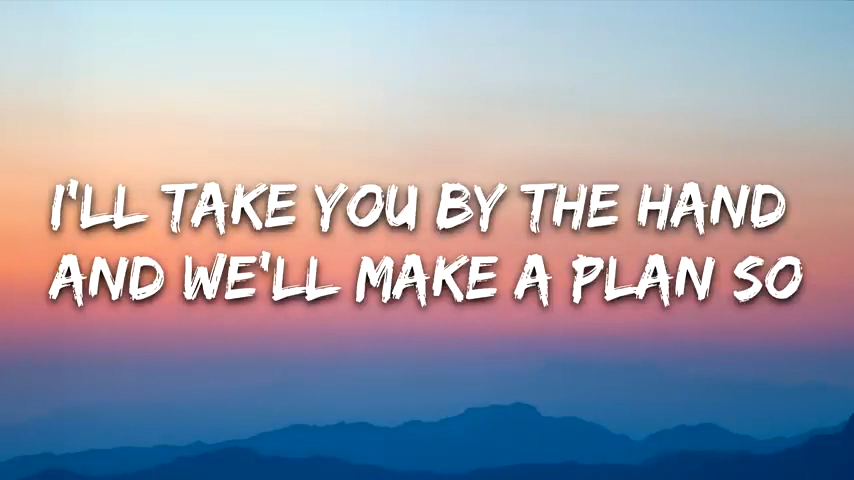 I'LL TAKE YOU BY THE HAND
AND WE'LL MAKE A PLAN SO